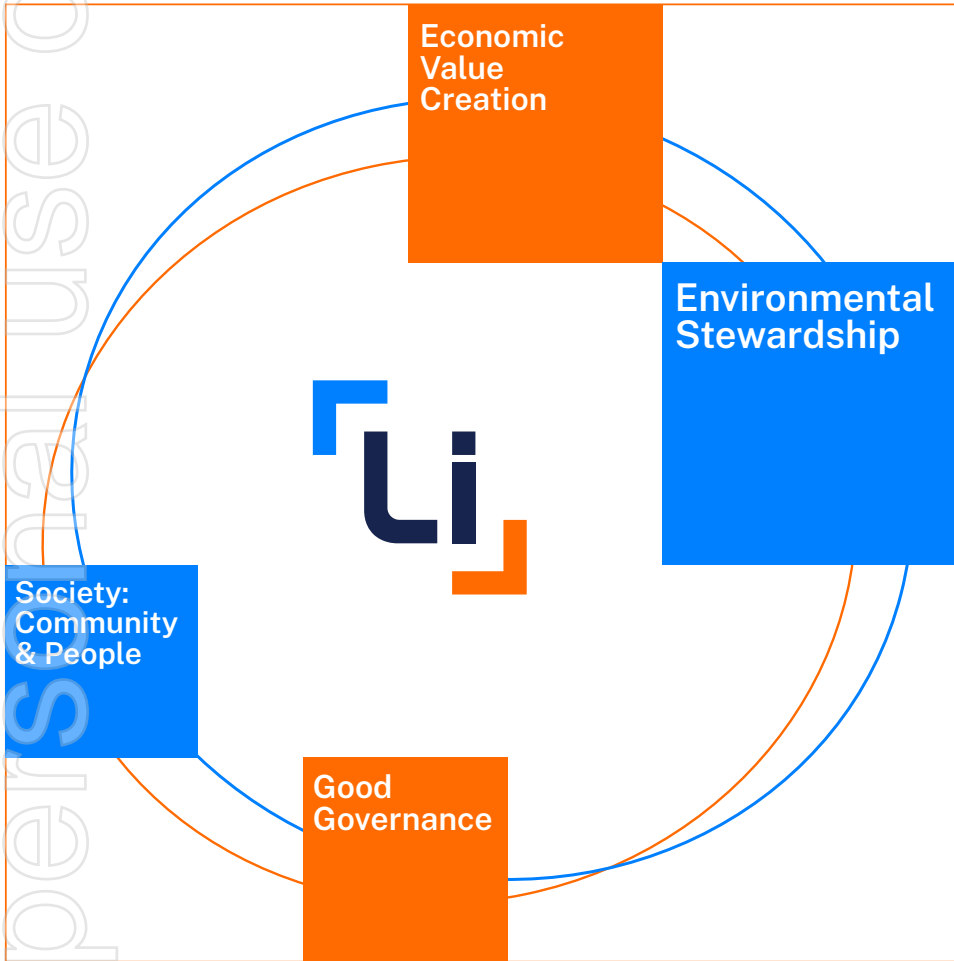 Economic
Value
Creation
Environmental
Stewardship
Li
Society:
Community
& People
Good
Governance
personal use o